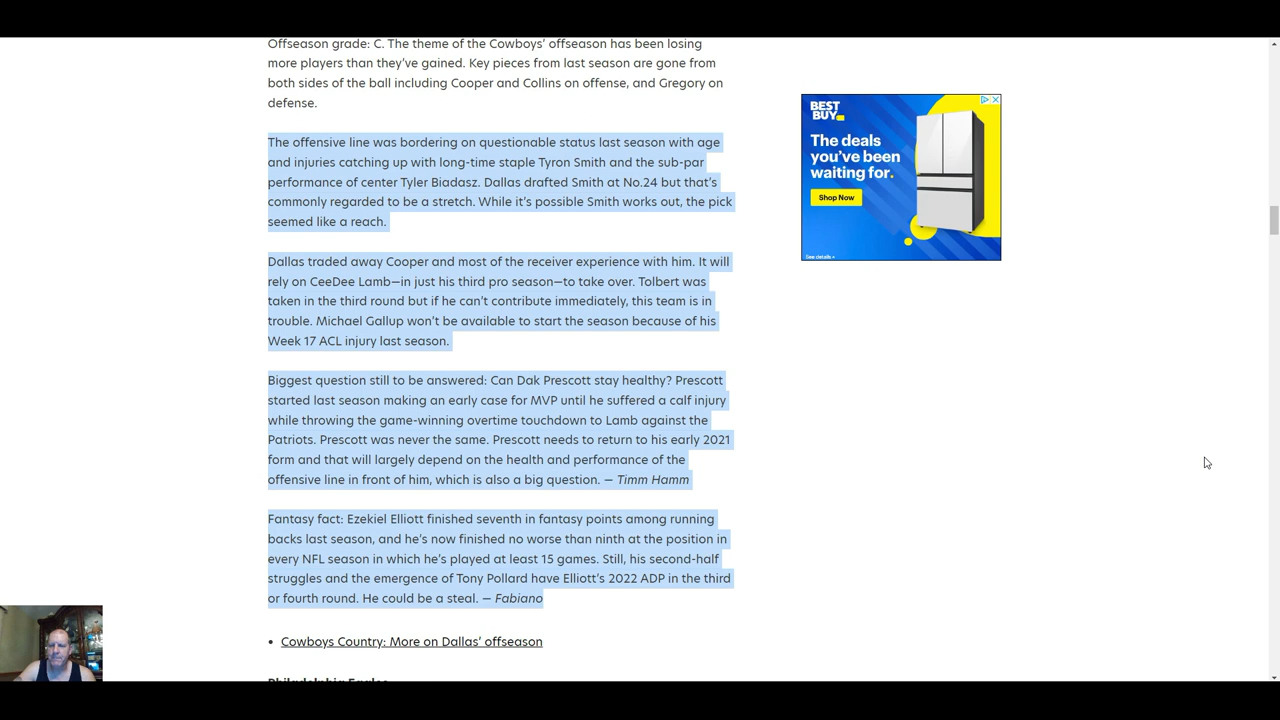 Offseason grade: C. The theme of the Cowboys’ offseason has been losing
more players than they’ve gained. Key pieces from last season are gone from
both sides of the ball including Cooper and Collins on offense, and Gregory on
defense.
The offensive line was bordering on questionable status last season with age
and injuries catching up with long-time staple Tyron Smith and the sub-par
performance of center Tyler Biadasz. Dallas drafted Smith at No.24 but that’s
commonly regarded to be a stretch. While it’s possible Smith works out, the pick
seemed like a reach.
Dallas traded away Cooper and most of the receiver experience with him. It will
rely on CeeDee Lamb—in just his third pro season—to take over. Tolbert was
taken in the third round but if he can’t contribute immediately, this team is in
trouble. Michael Gallup won’t be available to start the season because of his
Week 17 ACL injury last season.
Biggest question still to be answered: Can Dak Prescott stay healthy? Prescott
started last season making an early case for MVP until he suffered a calf injury
while throwing the game-winning overtime touchdown to Lamb against the
Patriots. Prescott was never the same. Prescott needs to return to his early 2021
form and that will largely depend on the health and performance of the
offensive line in front of him, which is also a big question. — Timm Hamm
Fantasy fact: Ezekiel Elliott finished seventh in fantasy points among running
backs last season, and he’s now finished no worse than ninth at the position in
every NFL season in which he’s played at least 15 games. Still, his second-half
struggles and the emergence of Tony Pollard have Elliott’s 2022 ADP in the third
or fourth round. He could be a steal. — Fabiano
• Cowboys Country: More on Dallas’ offseason
Philadelphia Eagles
BEST
BUY
The deals
you’ve been
waiting for.
Shop Now
See details »